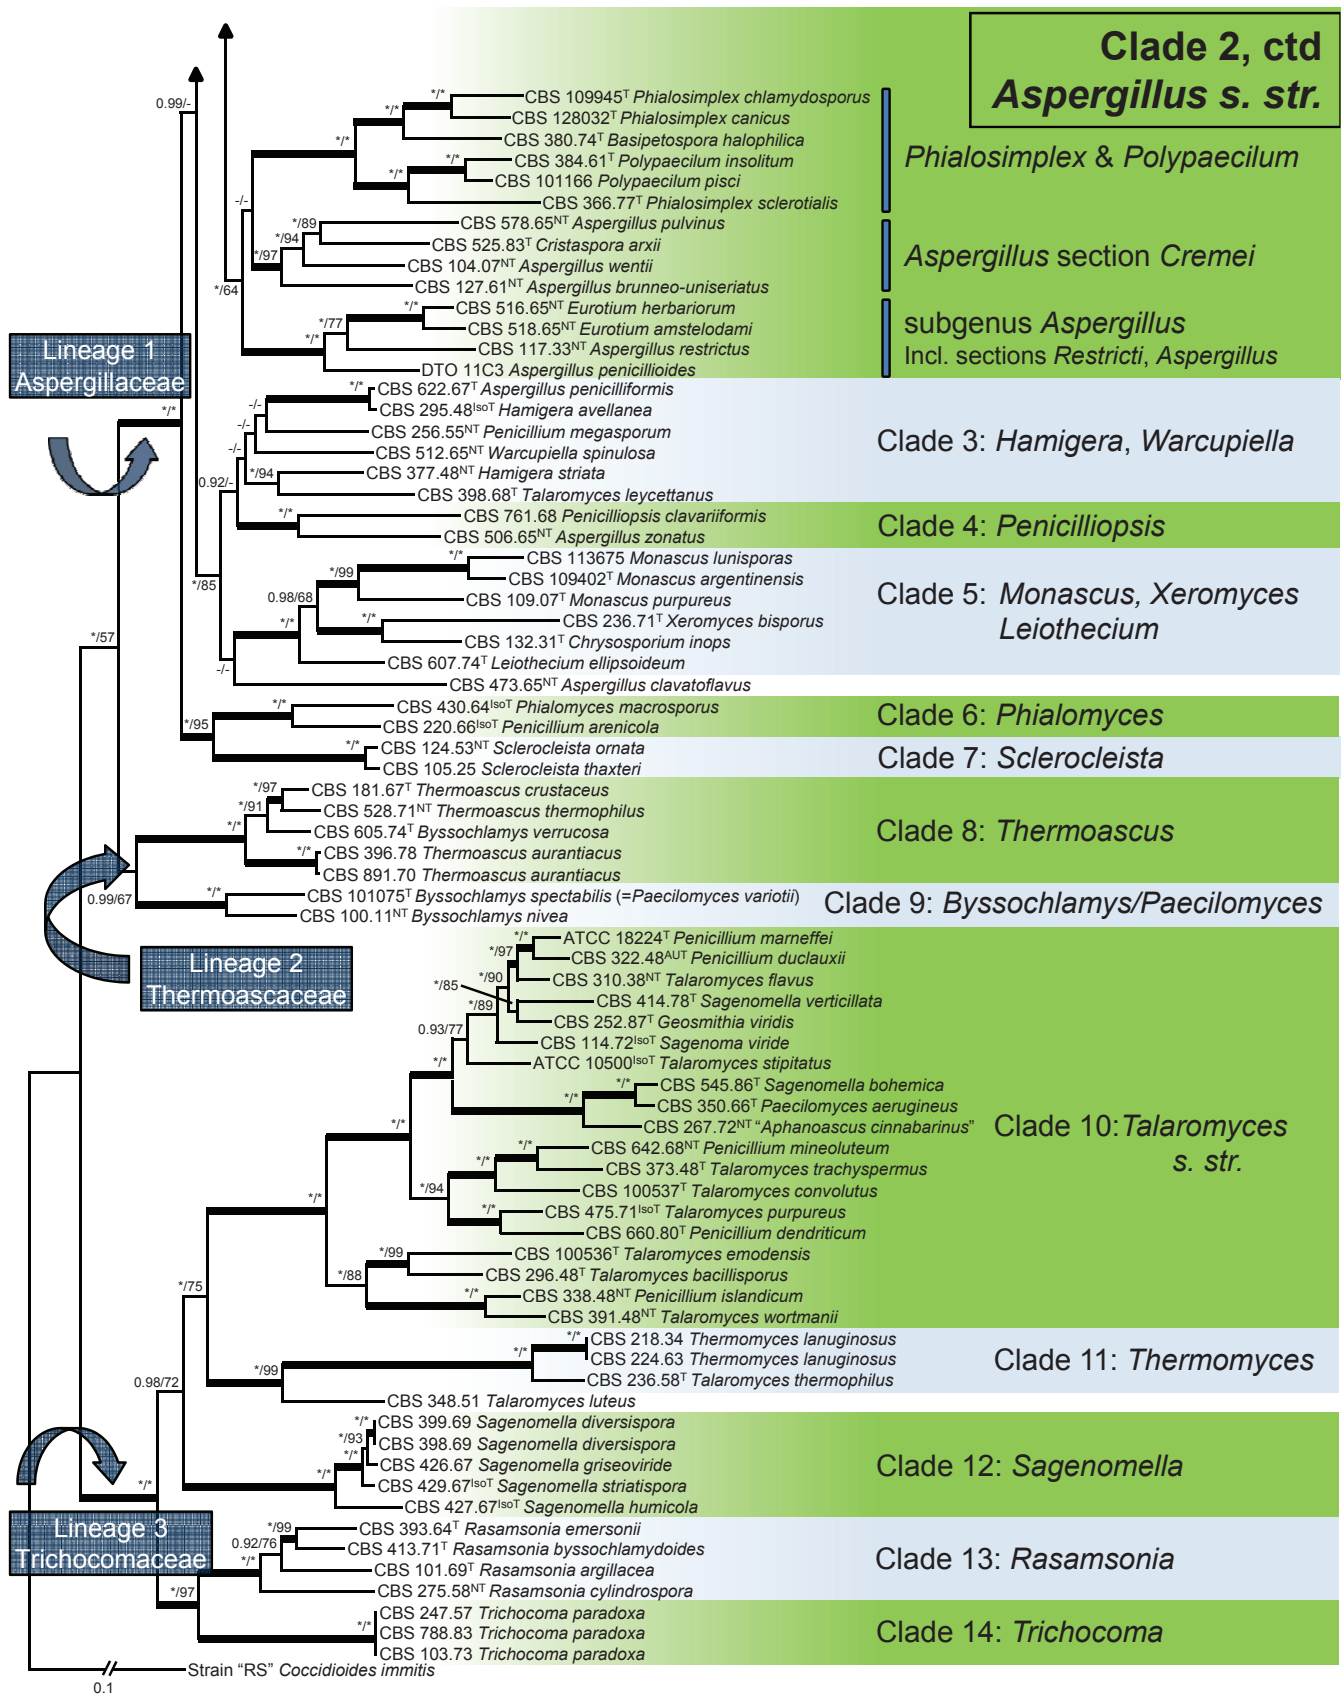 Clade 2, ctd
Aspergillus s. str.
0.99/-
*/*
CBS 109945T Phialosimplex chlamydosporus
*/*
CBS 128032T Phialosimplex canicus
*/*
CBS 380.74T Basipetospora halophilica
*/*
CBS 384.61T Polypaecilum insolitum
*/*
CBS 101166 Polypaecilum pisci
CBS 366.77T Phialosimplex sclerotialis
Phialosimplex & Polypaecilum
-/-
*/89
CBS 578.65NT Aspergillus pulvinus
*/94
CBS 525.83T Cristaspora arxii
*/97
CBS 104.07NT Aspergillus wentii
CBS 127.61NT Aspergillus brunneo-uniseriatus
Aspergillus section Cremei
*/64
*/*
CBS 516.65NT Eurotium herbariorum
*/77
CBS 518.65NT Eurotium amstelodami
*/*
CBS 117.33NT Aspergillus restrictus
DTO 11C3 Aspergillus penicillioides
subgenus Aspergillus
Incl. sections Restricti, Aspergillus
Lineage 1
Aspergillaceae
*/*
*/*
CBS 622.67T Aspergillus penicilliformis
-/-
CBS 295.48IsoT Hamigera avellanea
-/-
CBS 256.55NT Penicillium megasporum
-/-
CBS 512.65NT Warcupiella spinulosa
*/94
CBS 377.48NT Hamigera striata
0.92/-
CBS 398.68T Talaromyces leycettanus
Clade 3: Hamigera, Warcupiella
*/*
CBS 761.68 Penicilliopsis clavariiformis
CBS 506.65NT Aspergillus zonatus
Clade 4: Penicilliopsis
*/85
*/*
CBS 113675 Monascus lunisporas
*/99
CBS 109402T Monascus argentinensis
0.98/68
CBS 109.07T Monascus purpureus
*/*
CBS 236.71T Xeromyces bisporus
*/*
CBS 132.31T Chrysosporium inops
CBS 607.74T Leiothecium ellipsoideum
-/-
CBS 473.65NT Aspergillus clavatoflavus
Clade 5: Monascus, Xeromyces
Leiothecium
*/57
*/95
*/*
CBS 430.64IsoT Phialomyces macrosporus
CBS 220.66IsoT Penicillium arenicola
Clade 6: Phialomyces
*/*
CBS 124.53NT Sclerocleista ornata
CBS 105.25 Sclerocleista thaxteri
Clade 7: Sclerocleista
*/97
CBS 181.67T Thermoascus crustaceus
*/91
CBS 528.71NT Thermoascus thermophilus
*/*
CBS 605.74T Byssochlamys verrucosa
*/*
CBS 396.78 Thermoascus aurantiacus
CBS 891.70 Thermoascus aurantiacus
Clade 8: Thermoascus
0.99/67
*/*
CBS 101075T Byssochlamys spectabilis (=Paecilomyces variotii)
CBS 100.11NT Byssochlamys nivea
Clade 9: Byssochlamys/Paecilomyces
Lineage 2
Thermoascaceae
*/*
ATCC 18224T Penicillium marneffei
*/97
CBS 322.48AUT Penicillium duclauxii
*/90
CBS 310.38NT Talaromyces flavus
*/85
CBS 414.78T Sagenomella verticillata
*/89
CBS 252.87T Geosmithia viridis
0.93/77
CBS 114.72IsoT Sagenoma viride
*/*
ATCC 10500IsoT Talaromyces stipitatus
*/*
CBS 545.86T Sagenomella bohemica
*/*
CBS 350.66T Paecilomyces aerugineus
*/*
CBS 267.72NT “Aphanoascus cinnabarinus”
*/*
CBS 642.68NT Penicillium mineoluteum
*/*
CBS 373.48T Talaromyces trachyspermus
*/94
CBS 100537T Talaromyces convolutus
*/*
CBS 475.71IsoT Talaromyces purpureus
*/*
CBS 660.80T Penicillium dendriticum
*/99
CBS 100536T Talaromyces emodensis
*/88
CBS 296.48T Talaromyces bacillisporus
*/*
CBS 338.48NT Penicillium islandicum
CBS 391.48NT Talaromyces wortmanii
Clade 10:Talaromyces
s. str.
*/75
*/*
CBS 218.34 Thermomyces lanuginosus
*/*
CBS 224.63 Thermomyces lanuginosus
*/99
CBS 236.58T Talaromyces thermophilus
CBS 348.51 Talaromyces luteus
Clade 11: Thermomyces
0.98/72
*/*
CBS 399.69 Sagenomella diversispora
*/93
CBS 398.69 Sagenomella diversispora
*/*
CBS 426.67 Sagenomella griseoviride
*/*
CBS 429.67IsoT Sagenomella striatispora
CBS 427.67IsoT Sagenomella humicola
Clade 12: Sagenomella
*/*
Lineage 3
Trichocomaceae
*/99
CBS 393.64T Rasamsonia emersonii
0.92/76
CBS 413.71T Rasamsonia byssochlamydoides
*/*
CBS 101.69T Rasamsonia argillacea
CBS 275.58NT Rasamsonia cylindrospora
Clade 13: Rasamsonia
*/97
CBS 247.57 Trichocoma paradoxa
*/*
CBS 788.83 Trichocoma paradoxa
CBS 103.73 Trichocoma paradoxa
Clade 14: Trichocoma
Strain “RS” Coccidioides immitis
0.1